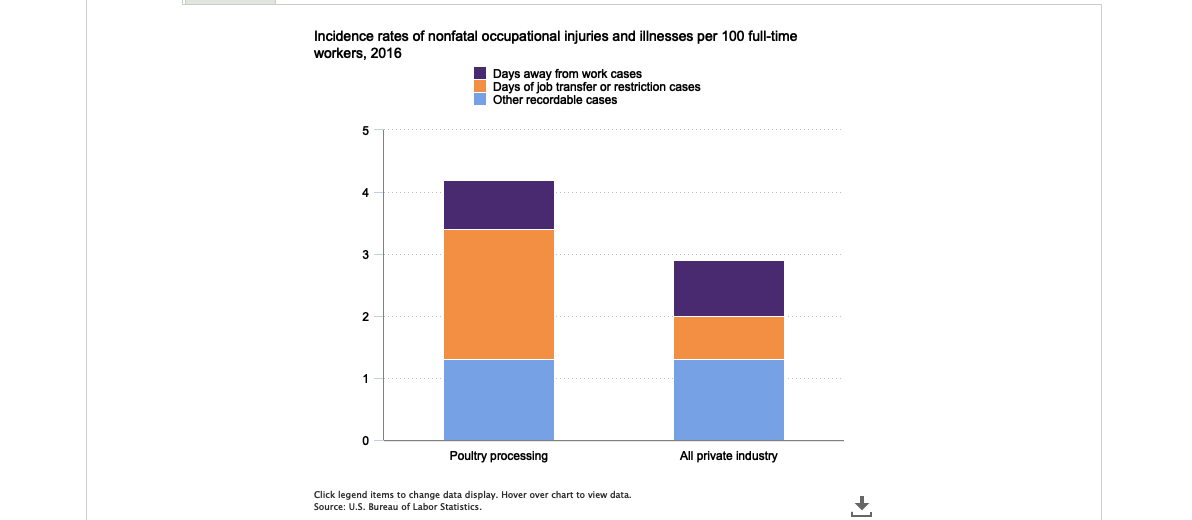 Incidence rates of nonfatal occupational injuries and illnesses per 100 full-time
workers, 2016
Days away from work cases
Days of job transfer or restriction cases
Other recordable cases
5
4
3
2
1
0
Poultry processing
All private industry
Click legend items to change data display. Hover over chart to view data.
Source: U.S. Bureau of Labor Statistics.